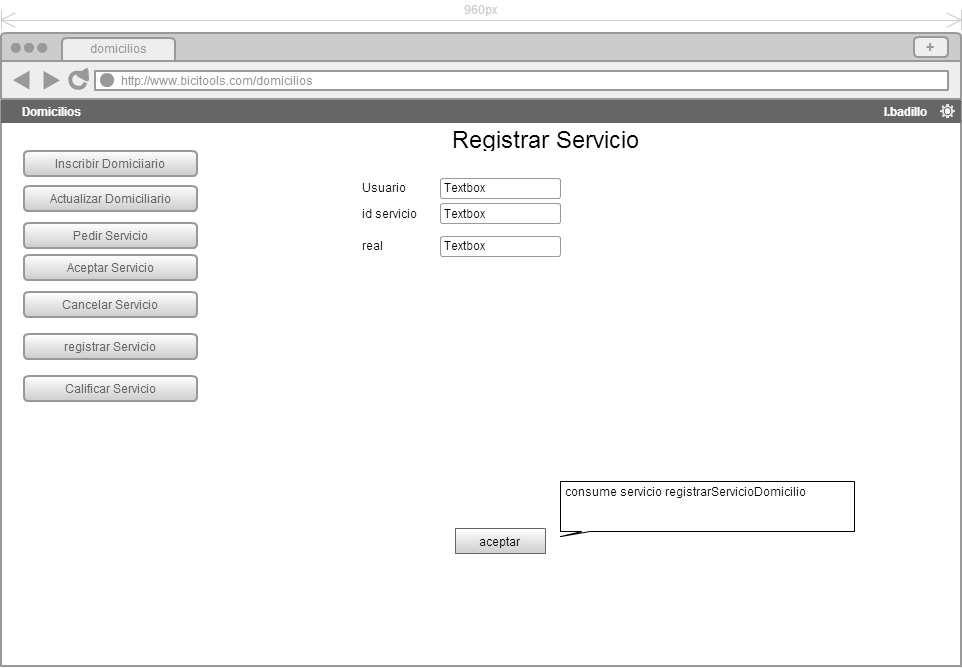 960px
domicilios
+
http://www.bicitools.com/domicilios
Domicilios
l.badillo
Registrar Servicio
Inscribir Domiciiario
Actualizar Domiciliario
Pedir Servicio
Aceptar Servicio
Cancelar Servicio
registrar Servicio
Calificar Servicio
Usuario
Textbox
id servicio
Textbox
real
Textbox
consume servicio registrarServicioDomicilio
aceptar